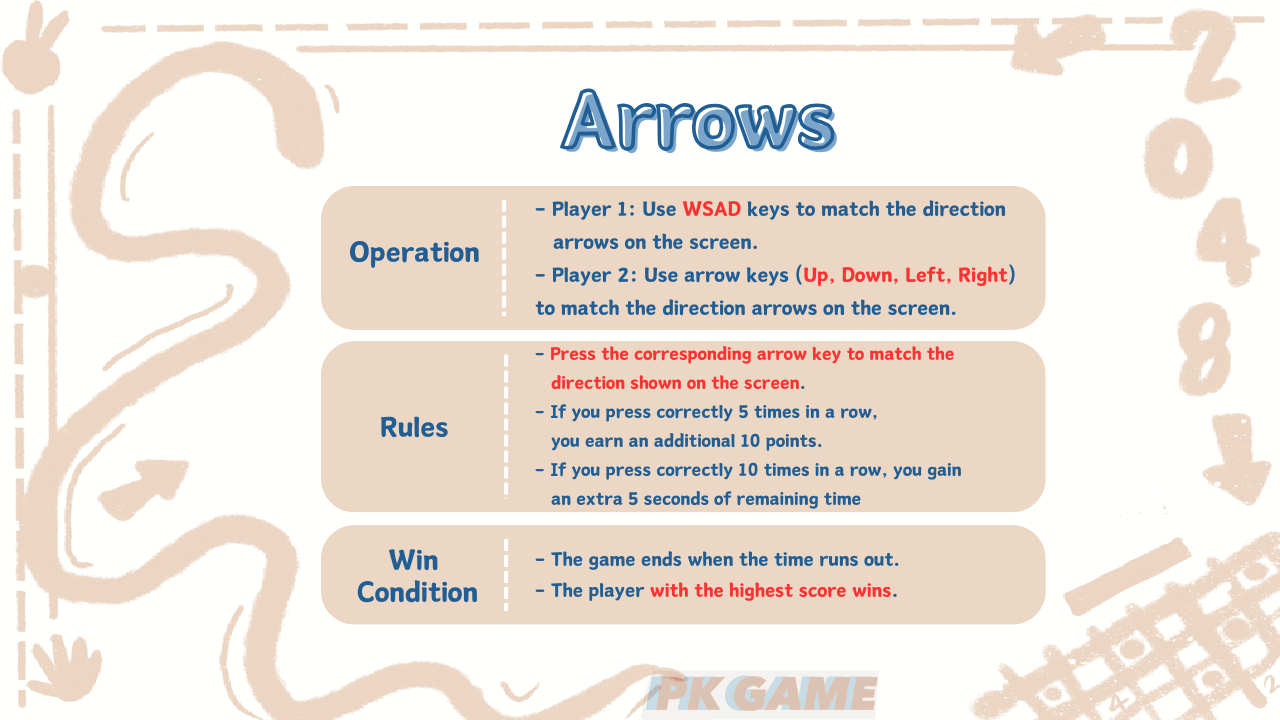 Arrows
Operation
- Player 1: Use WSAD keys to match the direction
arrows on the screen.
- Player 2: Use arrow keys (Up, Down, Left, Right)
to match the direction arrows on the screen.
Rules
- Press the corresponding arrow key to match the
direction shown on the screen.
- If you press correctly 5 times in a row,
you earn an additional 10 points.
- If you press correctly 10 times in a row, you gain
an extra 5 seconds of remaining time
Win
Condition
- The game ends when the time runs out.
- The player with the highest score wins.
2
0
4
8
PK GAME
4
2